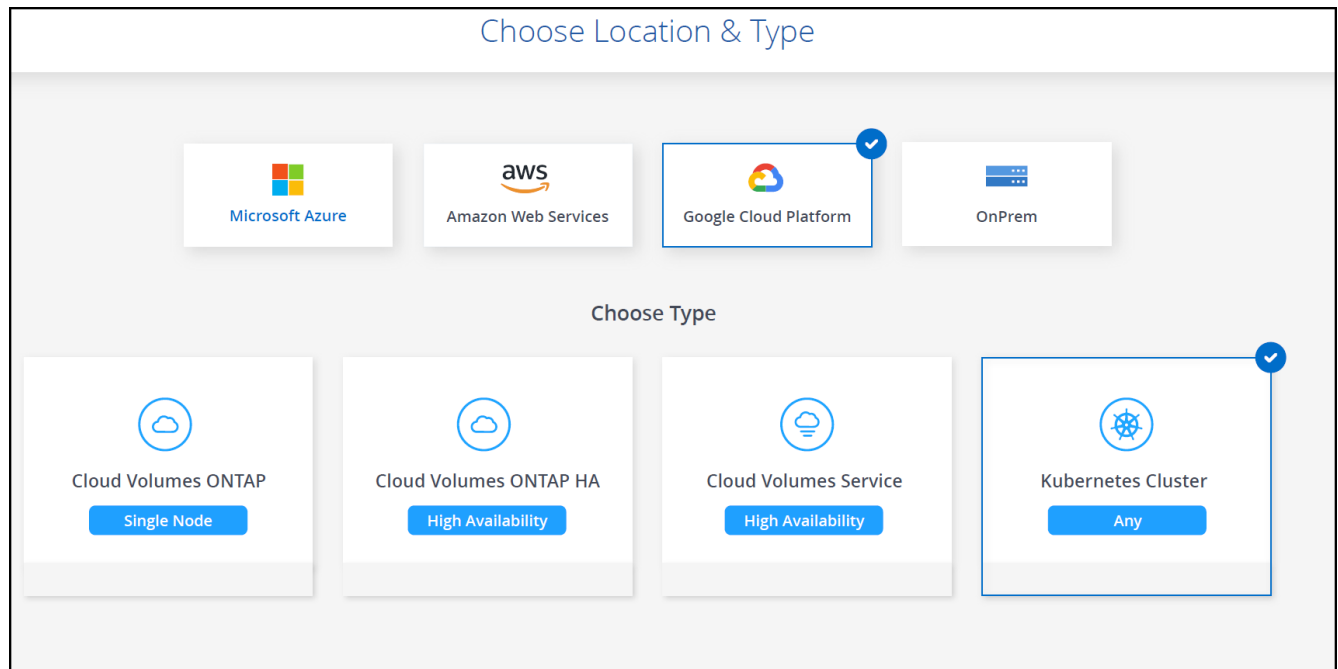 Choose Location & Type
aws
Microsoft Azure
Amazon Web Services
Google Cloud Platform
OnPrem
Choose Type
Cloud Volumes ONTAP
Single Node
Cloud Volumes ONTAP HA
High Availability
Cloud Volumes Service
High Availability
Kubernetes Cluster
Any